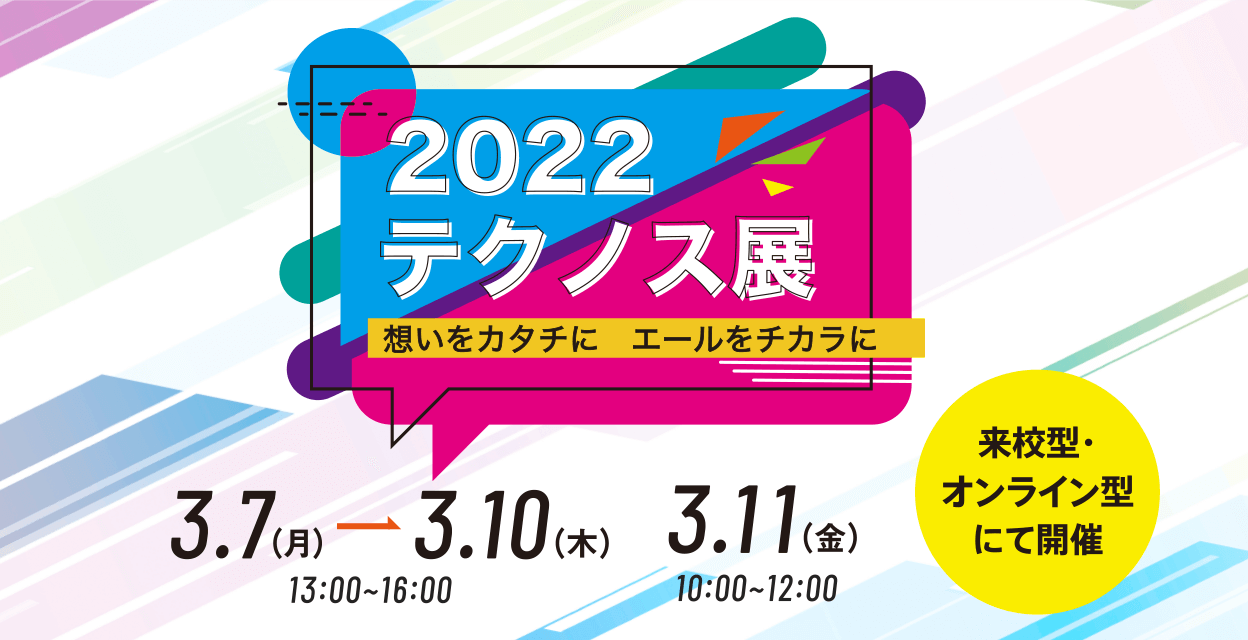 2022
テクノス展
想いをカタチに　エールをチカラに
3.7(月)→3.10(木)
13:00~16:00
3.11(金)
10:00~12:00
来校型・
オンライン型
にて開催